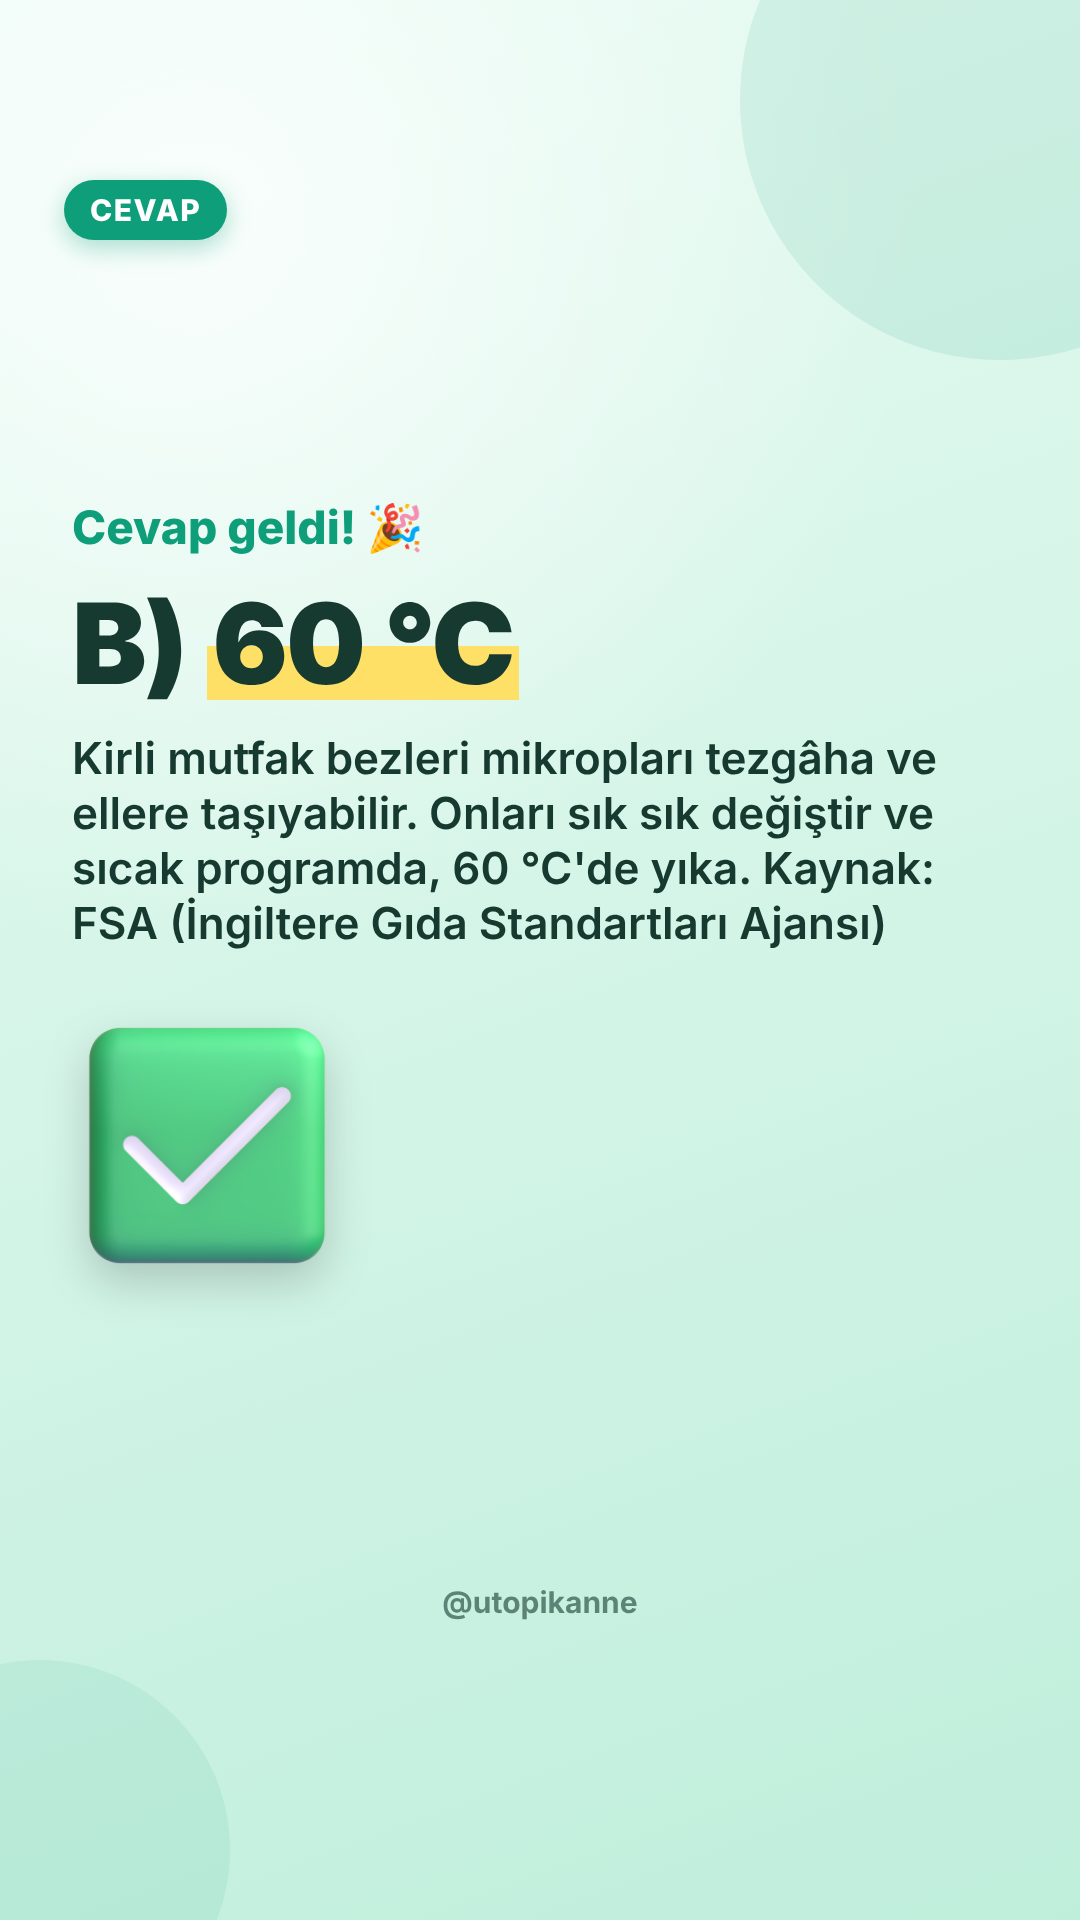 CEVAP
Cevap geldi! 🎉
B) 60 °C
Kirli mutfak bezleri mikropları tezgâha ve
ellere taşıyabilir. Onları sık sık değiştir ve
sıcak programda, 60 °C'de yıka. Kaynak:
FSA (İngiltere Gıda Standartları Ajansı)
@utopikanne